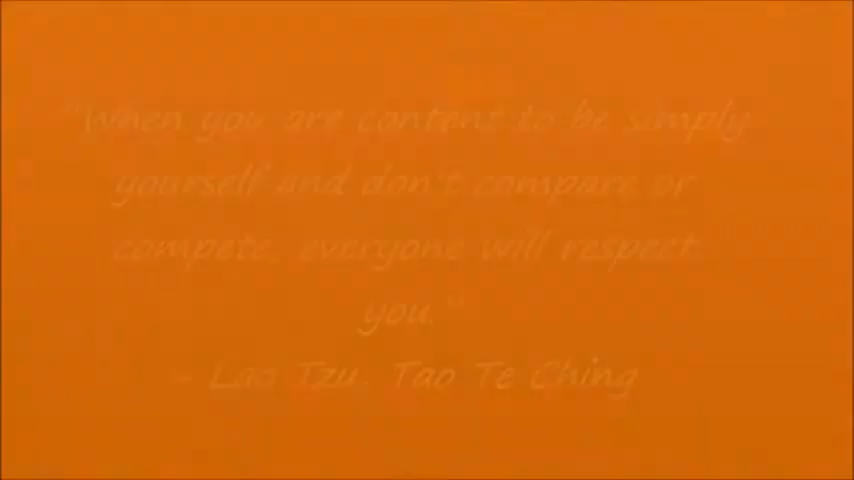 "When you are content to be simply
yourself and don't compare or
compete, everyone will respect
you."
- Lao Tzu, Tao Te Ching